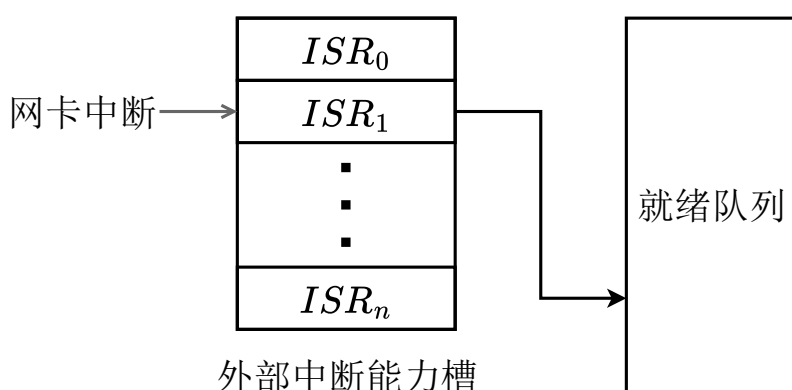 ISR₀
网卡中断
ISR₁
就绪队列
ISRₙ
外部中断能力槽